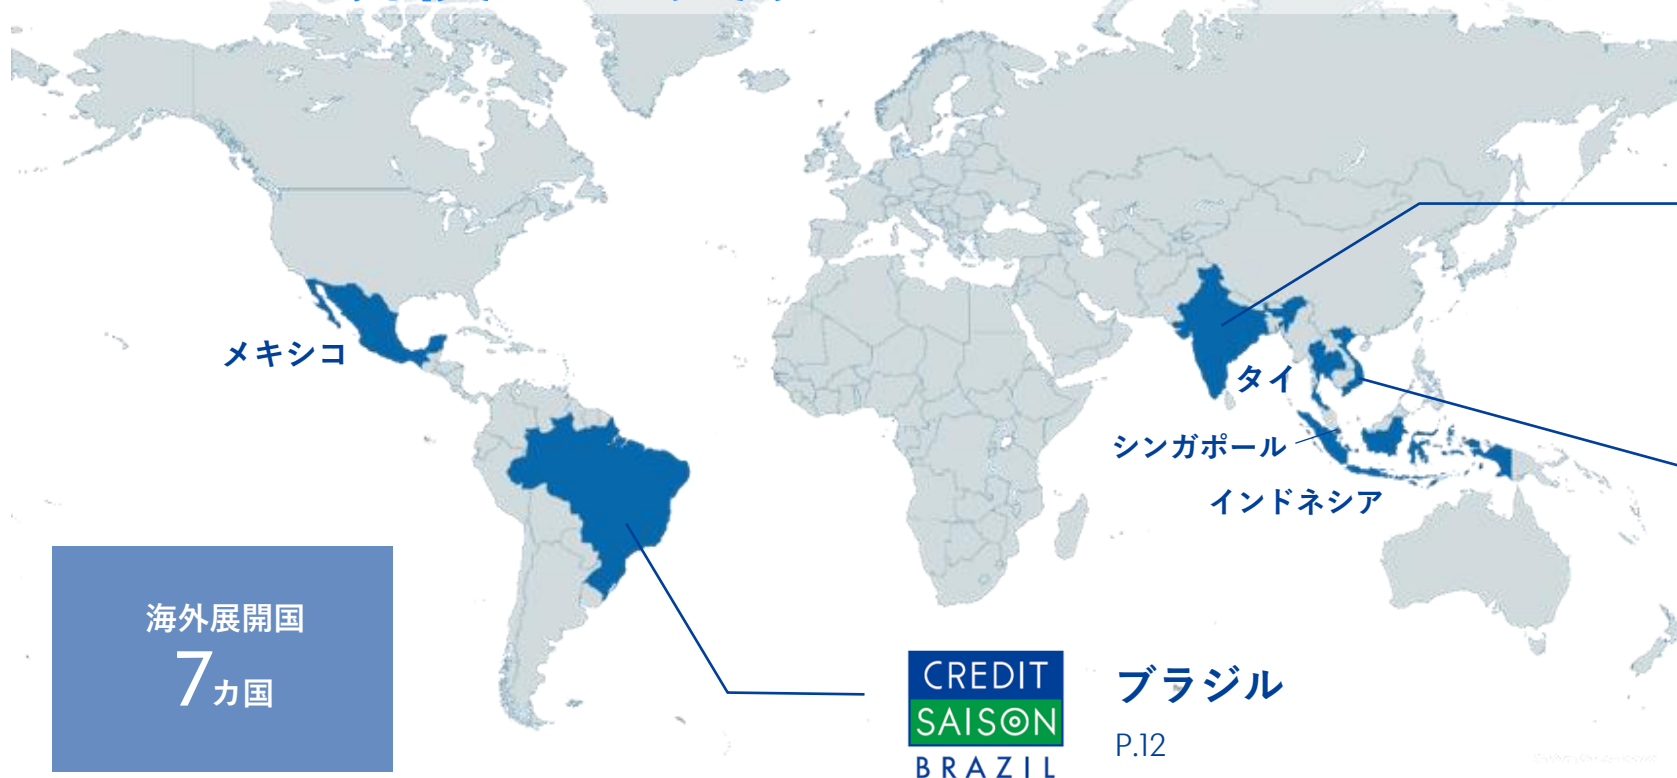 メキシコ
タイ
シンガポール
インドネシア
海外展開国
7カ国
CREDIT
SAISON
BRAZIL
ブラジル
P.12